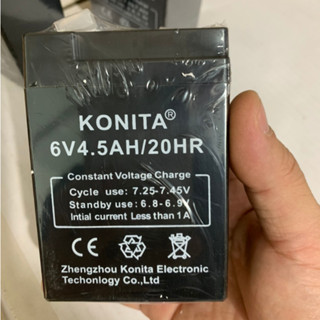 KONITA®
6V4.5AH/20HR
Constant Voltage Charge
Cycle use: 7.25-7.45V
Standby use: 6.8-6.9V
Intial current Less than 1A
CE
Zhengzhou Konita Electronic
Techonlogy Co.,Ltd